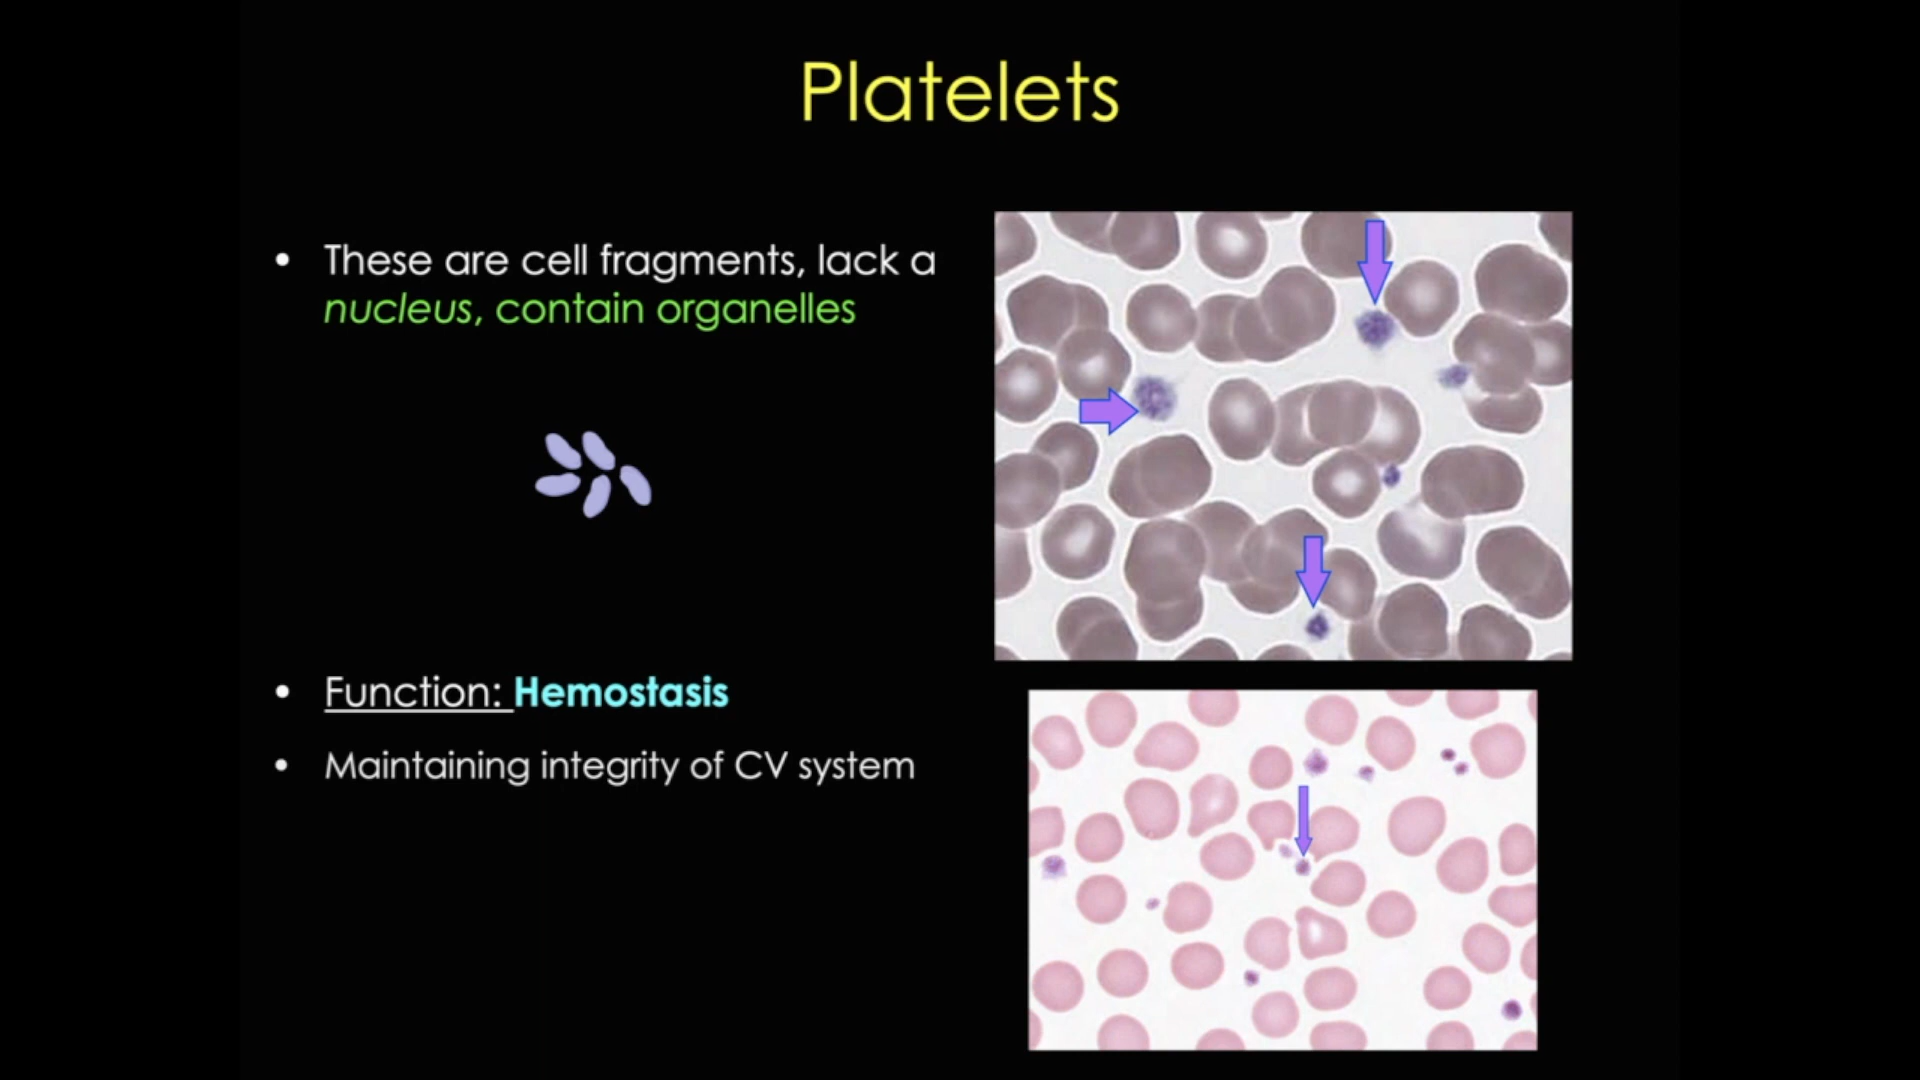 Platelets
• These are cell fragments, lack a
nucleus, contain organelles
• Function: Hemostasis
• Maintaining integrity of CV system